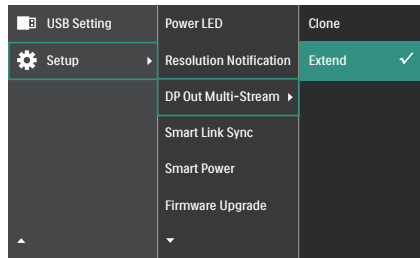 USB Setting
Setup
Power LED
Resolution Notification
DP Out Multi-Stream
Smart Link Sync
Smart Power
Firmware Upgrade
Clone
Extend